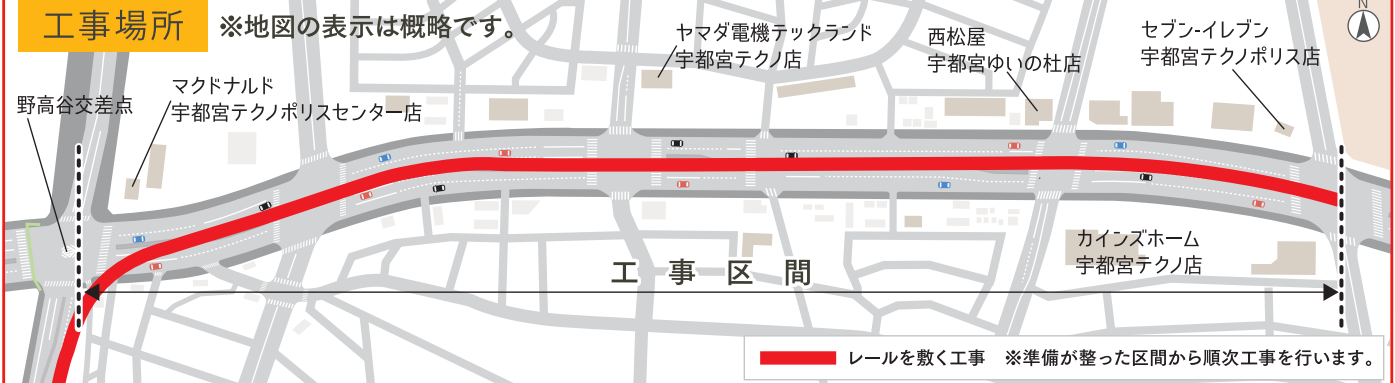 工事場所 ※地図の表示は概略です。
N
野高谷交差点
マクドナルド
宇都宮テクノポリスセンター店
ヤマダ電機テックランド
宇都宮テクノ店
西松屋
宇都宮ゆいの杜店
セブン-イレブン
宇都宮テクノポリス店
カインズホーム
宇都宮テクノ店
工事区間
レールを敷く工事 ※準備が整った区間から順次工事を行います。